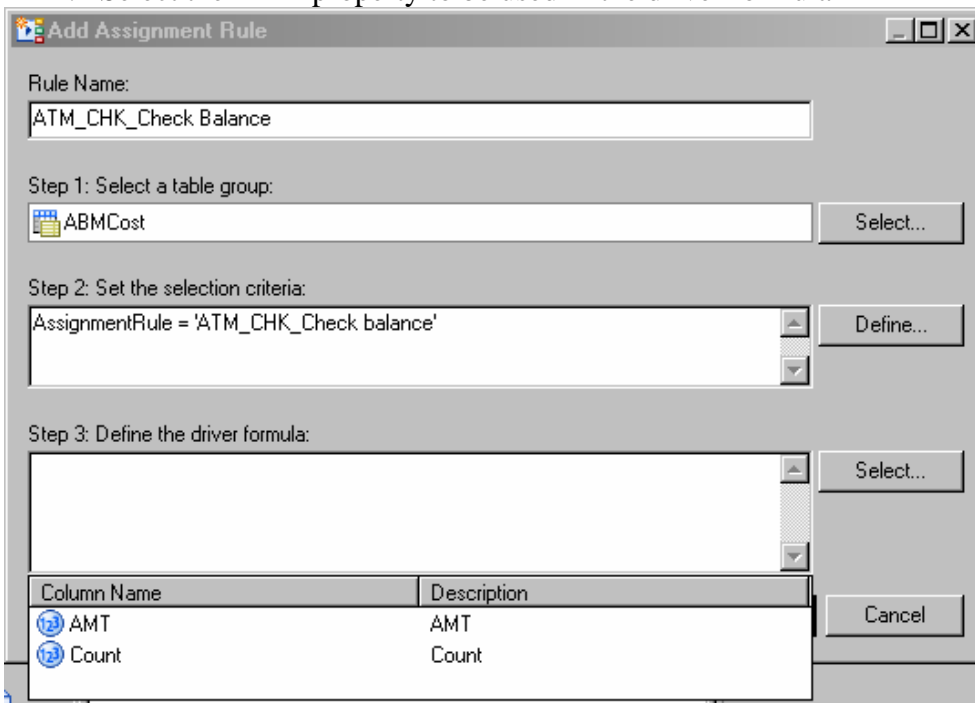 Add Assignment Rule
Rule Name:
ATM_CHK_Check Balance
Step 1: Select a table group:
ABMCost
Select...
Step 2: Set the selection criteria:
AssignmentRule = 'ATM_CHK_Check balance'
Define...
Step 3: Define the driver formula:
Select...
Column Name Description
AMT AMT
Count Count
Cancel